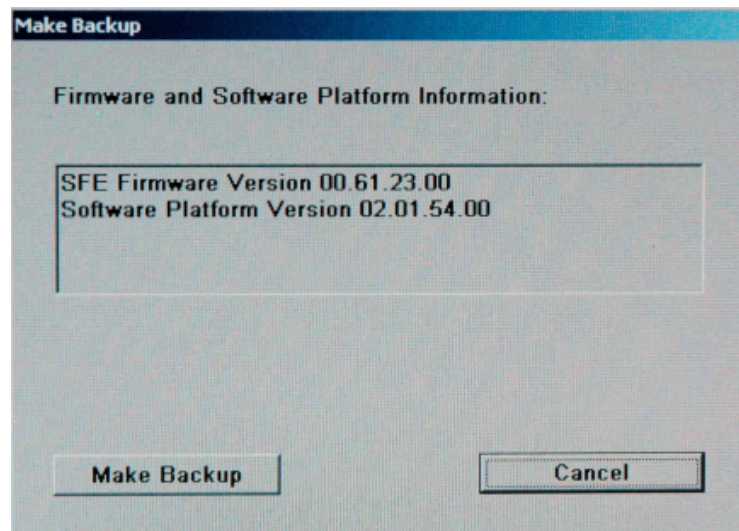 Make Backup
Firmware and Software Platform Information:
SFE Firmware Version 00.61.23.00
Software Platform Version 02.01.54.00
Make Backup
Cancel